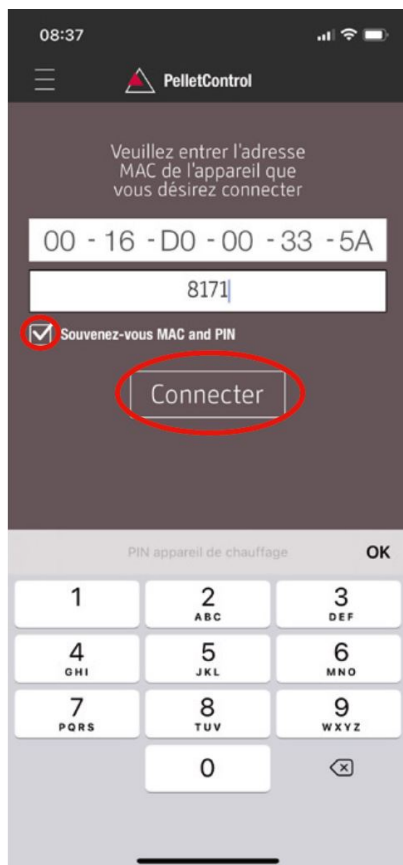 08:37
PelletControl
Veuillez entrer l'adresse
MAC de l'appareil que
vous désirez connecter
00 - 16 - D0 - 00 - 33 - 5A
8171
Souvenez-vous MAC and PIN
Connecter
PIN appareil de chauffage OK
1 2 3
ABC DEF
4 5 6
GHI JKL MNO
7 8 9
PQRS TUV WXYZ
0